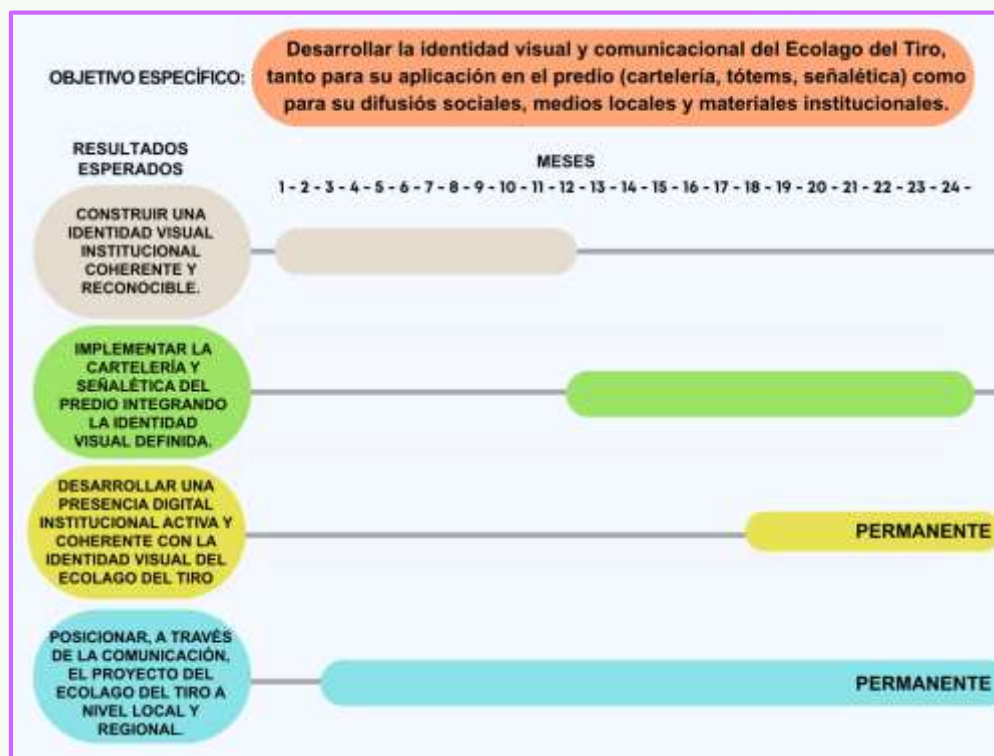 OBJETIVO ESPECÍFICO:
Desarrollar la identidad visual y comunicacional del Ecolago del Tiro,
tanto para su aplicación en el predio (cartelería, tótems, señalética) como
para su difusiós sociales, medios locales y materiales institucionales.
RESULTADOS
ESPERADOS
MESES
1 - 2 - 3 - 4 - 5 - 6 - 7 - 8 - 9 - 10 - 11 - 12 - 13 - 14 - 15 - 16 - 17 - 18 - 19 - 20 - 21 - 22 - 23 - 24 -
CONSTRUIR UNA
IDENTIDAD VISUAL
INSTITUCIONAL
COHERENTE Y
RECONOCIBLE.
IMPLEMENTAR LA
CARTELERÍA Y
SEÑALÉTICA DEL
PREDIO INTEGRANDO
LA IDENTIDAD
VISUAL DEFINIDA.
DESARROLLAR UNA
PRESENCIA DIGITAL
INSTITUCIONAL ACTIVA Y
COHERENTE CON LA
IDENTIDAD VISUAL DEL
ECOLAGO DEL TIRO
PERMANENTE
POSICIONAR, A TRAVÉS
DE LA COMUNICACIÓN,
EL PROYECTO DEL
ECOLAGO DEL TIRO A
NIVEL LOCAL Y
REGIONAL.
PERMANENTE